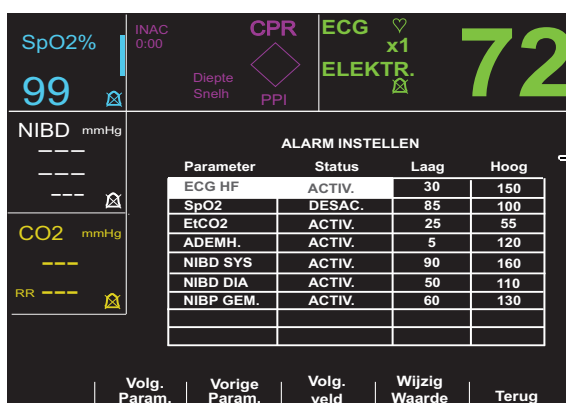 SpO2%
99
INAC
0:00
CPR
Diepte
Snelh
PPI
ECG
x1
ELEKTR.
72
NIBD mmHg
---
---
---
CO2 mmHg
---
RR ---
ALARM INSTELLEN
Parameter Status Laag Hoog
ECG HF ACTIV. 30 150
SpO2 DESAC. 85 100
EtCO2 ACTIV. 25 55
ADEMH. ACTIV. 5 120
NIBD SYS ACTIV. 90 160
NIBD DIA ACTIV. 50 110
NIBP GEM. ACTIV. 60 130
Volg. Param.
Vorige Param.
Volg. veld
Wijzig Waarde
Terug